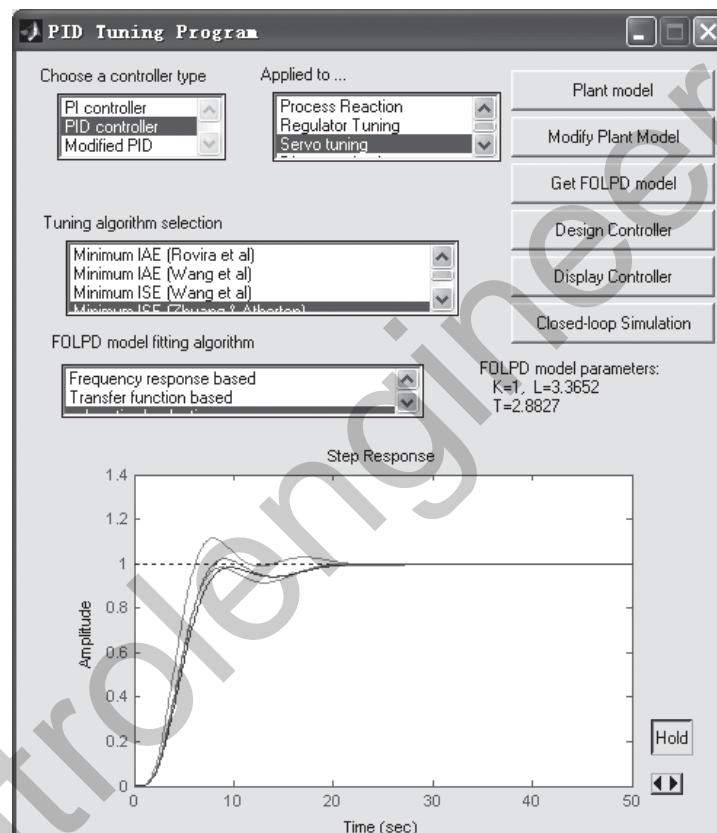 PID Tuning Program
Choose a controller type
PI controller
PID controller
Modified PID
Applied to ...
Process Reaction
Regulator Tuning
Servo tuning
Plant model
Modify Plant Model
Get FOLPD model
Design Controller
Display Controller
Closed-loop Simulation
Tuning algorithm selection
Minimum IAE (Rovira et al)
Minimum IAE (Wang et al)
Minimum ISE (Wang et al)
Minimum ISE (Zhuang & Atherton)
FOLPD model fitting algorithm
Frequency response based
Transfer function based
FOLPD model parameters:
K=1, L=3.3652
T=2.8827
Step Response
1.4
1.2
1
0.8
0.6
0.4
0.2
0
Amplitude
0 10 20 30 40 50
Time (sec)
Hold
trolengineer